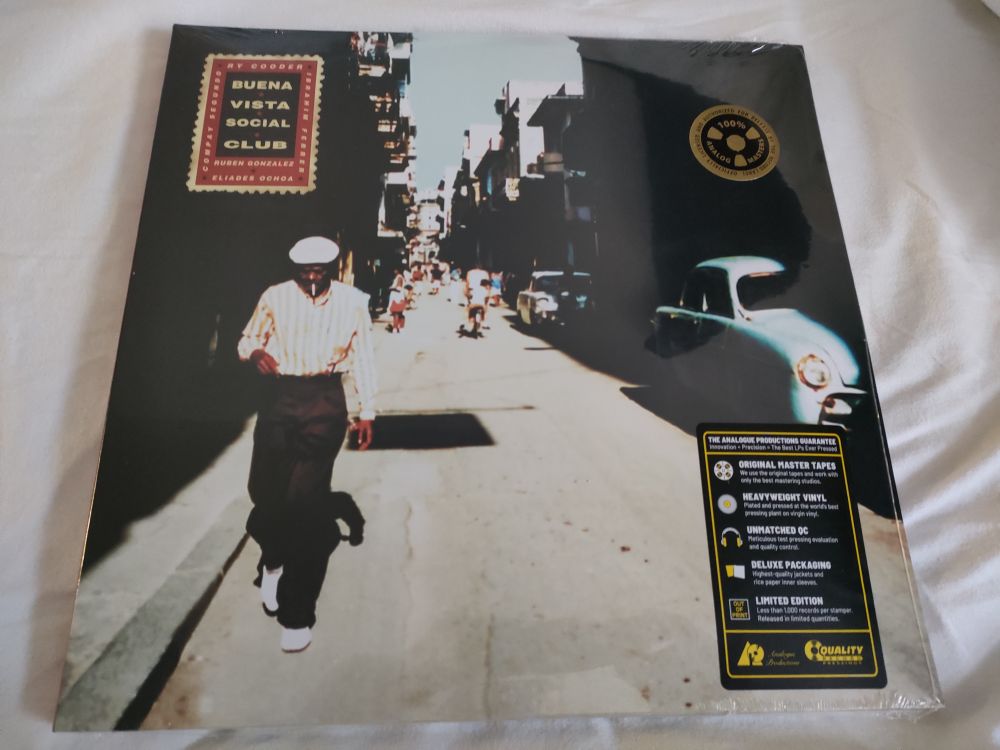 RY COODER
COMPAY SEGUNDO
IBRAHIM FERRER
BUENA
VISTA
SOCIAL
CLUB
RUBEN GONZALEZ
ELIADES OCHOA
100%
ANALOG MASTERS
THE ANALOGUE PRODUCTIONS GUARANTEE
Innovation + Precision = The Best LPs Ever Pressed
ORIGINAL MASTER TAPES
We use the original tapes and work with
only the best mastering studios.
HEAVYWEIGHT VINYL
Plated and pressed at the world's best
pressing plant on virgin vinyl.
UNMATCHED QC
Meticulous test pressing evaluation
and quality control.
DELUXE PACKAGING
Highest-quality jackets and
rice paper inner sleeves.
OUT OF PRINT
LIMITED EDITION
Less than 1,000 records per stamper.
Released in limited quantities.
Analogue
Productions
QUALITY
RECORD
PRESSINGS